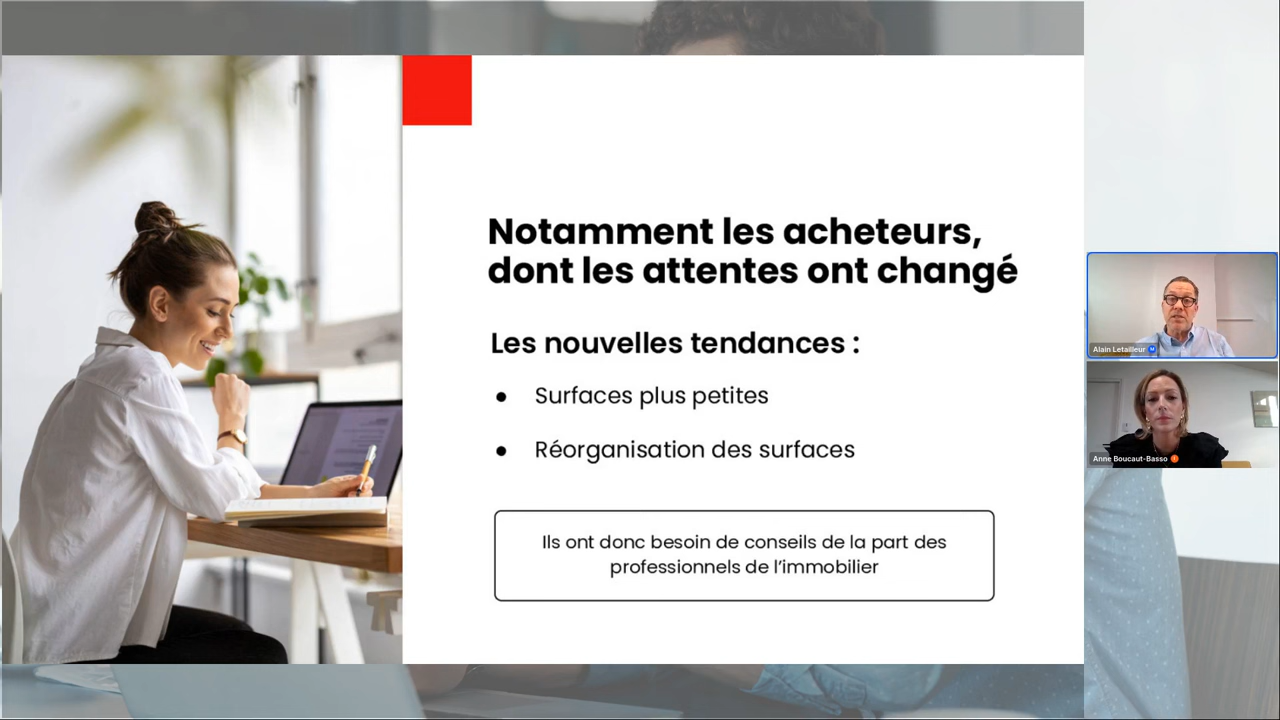 Notamment les acheteurs,
dont les attentes ont changé
Les nouvelles tendances :
● Surfaces plus petites
● Réorganisation des surfaces
Ils ont donc besoin de conseils de la part des
professionnels de l'immobilier
Alain Letailleur
Anne Boucaut-Basso